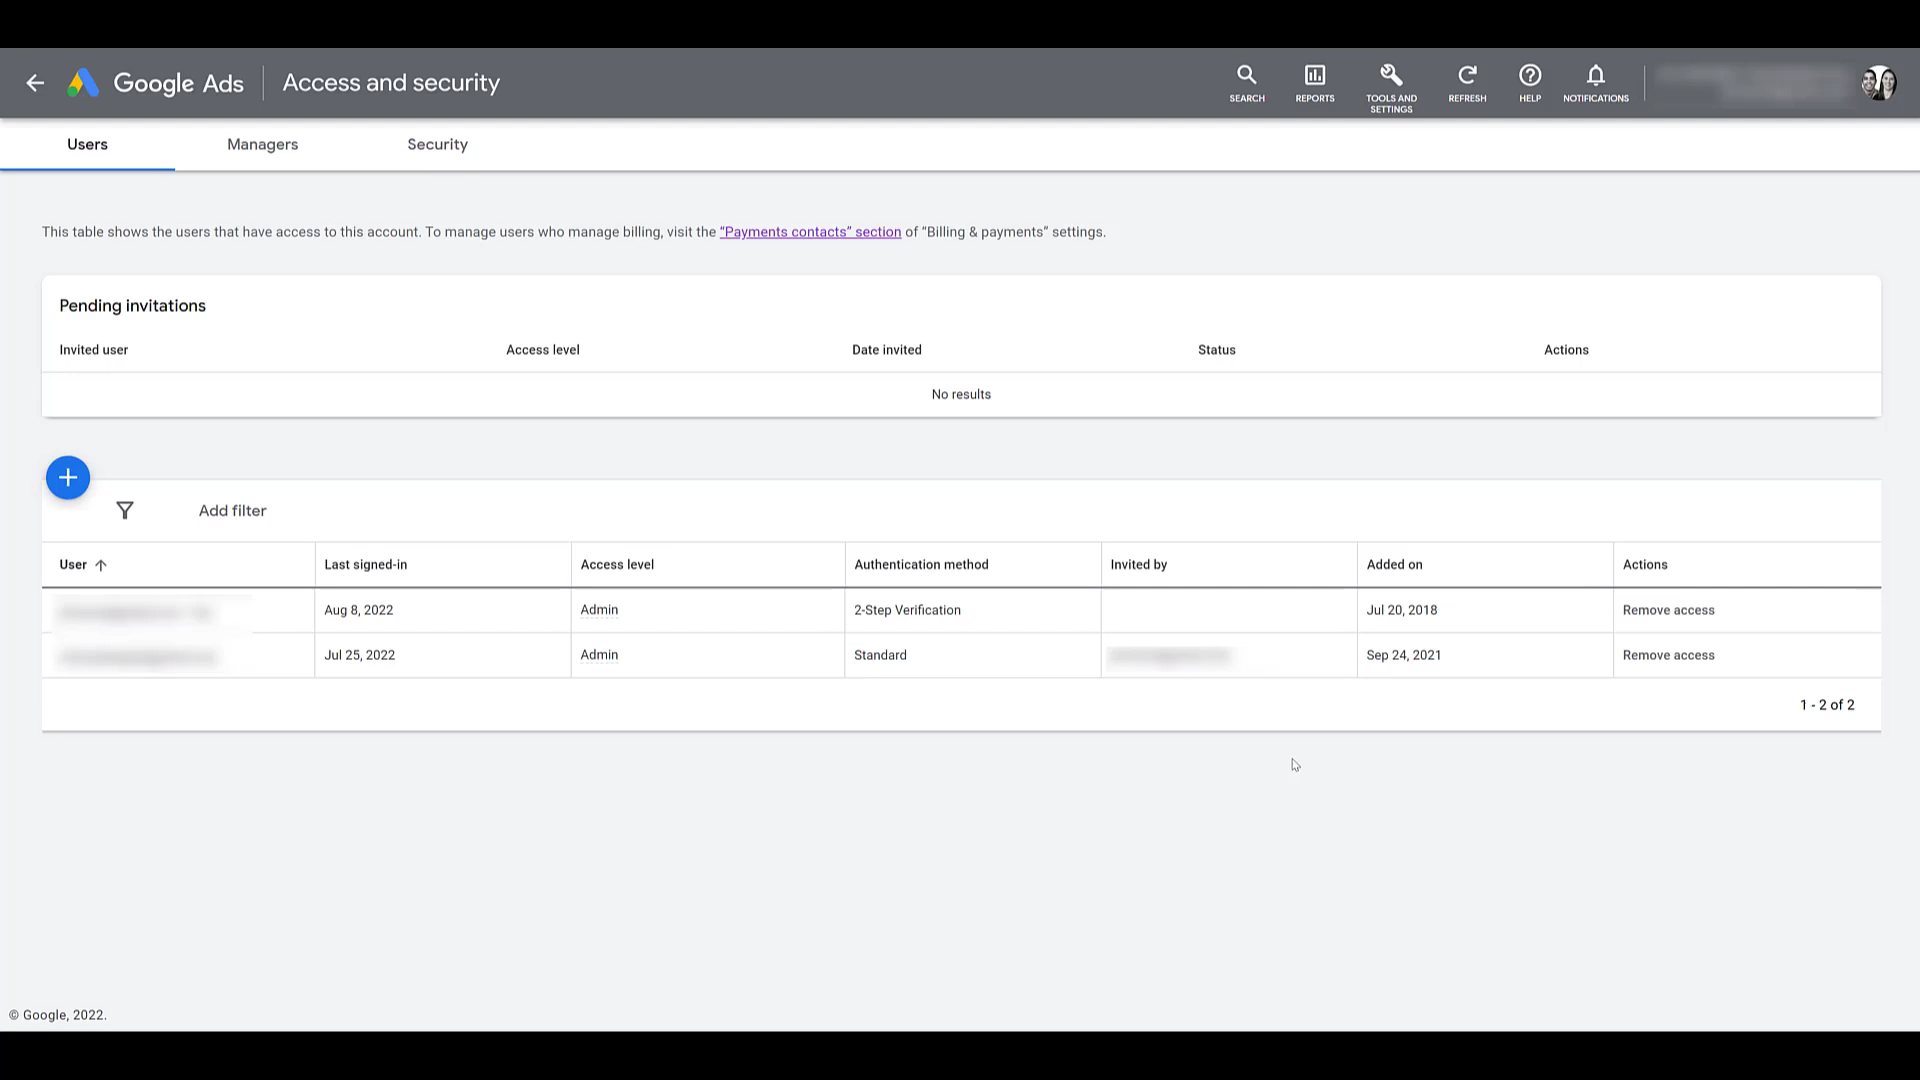 Google Ads
Access and security
SEARCH
REPORTS
TOOLS AND
SETTINGS
REFRESH
HELP
NOTIFICATIONS
Users
Managers
Security
This table shows the users that have access to this account. To manage users who manage billing, visit the “Payments contacts” section of “Billing & payments” settings.
Pending invitations
Invited user
Access level
Date invited
Status
Actions
No results
Add filter
User
Last signed-in
Access level
Authentication method
Invited by
Added on
Actions
Aug 8, 2022
Admin
2-Step Verification
Jul 20, 2018
Remove access
Jul 25, 2022
Admin
Standard
Sep 24, 2021
Remove access
1 - 2 of 2
© Google, 2022.